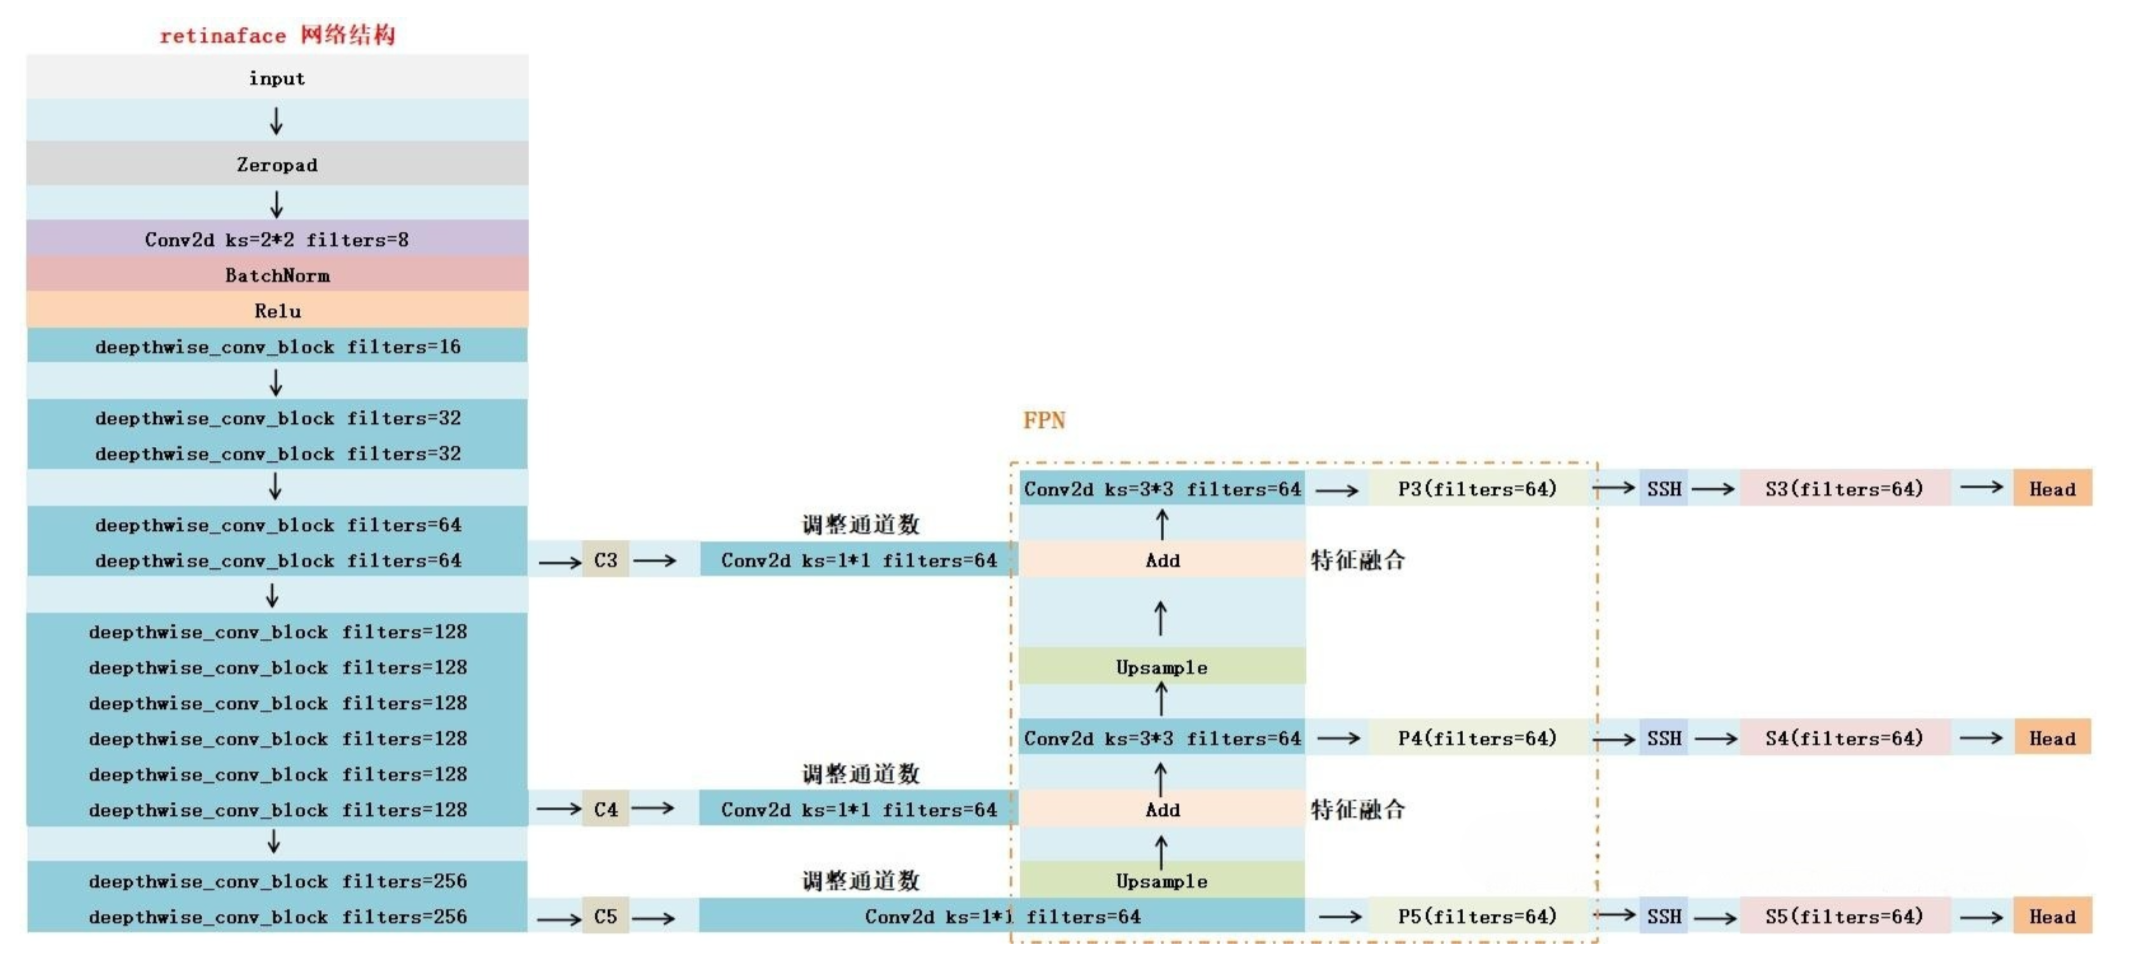 retinaface 网络结构
input
Zeropad
Conv2d ks=2*2 filters=8
BatchNorm
Relu
deepthwise_conv_block filters=16
deepthwise_conv_block filters=32
deepthwise_conv_block filters=32
deepthwise_conv_block filters=64
deepthwise_conv_block filters=64
deepthwise_conv_block filters=128
deepthwise_conv_block filters=128
deepthwise_conv_block filters=128
deepthwise_conv_block filters=128
deepthwise_conv_block filters=128
deepthwise_conv_block filters=128
deepthwise_conv_block filters=256
deepthwise_conv_block filters=256
FPN
Conv2d ks=3*3 filters=64
P3(filters=64)
SSH
S3(filters=64)
Head
调整通道数
C3
Conv2d ks=1*1 filters=64
Add
特征融合
Upsample
Conv2d ks=3*3 filters=64
P4(filters=64)
SSH
S4(filters=64)
Head
调整通道数
C4
Conv2d ks=1*1 filters=64
Add
特征融合
调整通道数
Upsample
C5
Conv2d ks=1*1 filters=64
P5(filters=64)
SSH
S5(filters=64)
Head